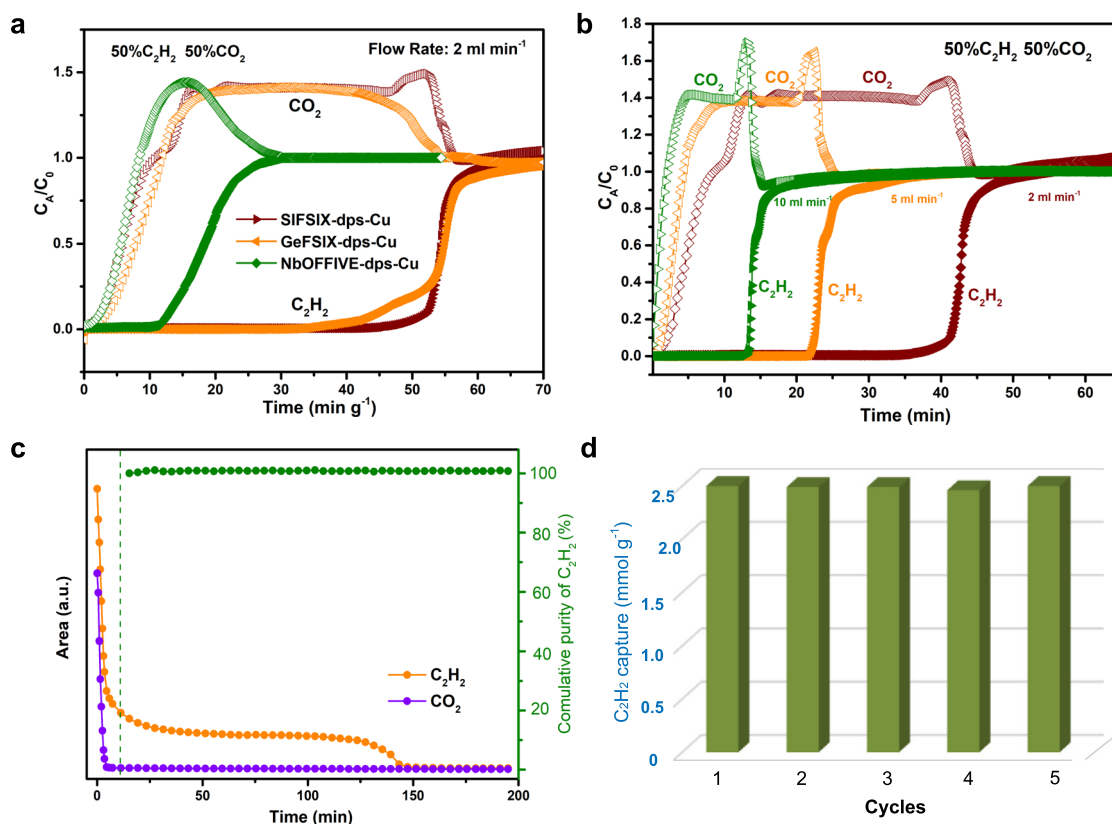 a
50%C₂H₂ 50%CO₂
Flow Rate: 2 ml min⁻¹
1.5
1.0
0.5
0.0
C_A/C₀
CO₂
SIFSIX-dps-Cu
GeFSIX-dps-Cu
NbOFFIVE-dps-Cu
C₂H₂
0 10 20 30 40 50 60 70
Time (min g⁻¹)
b
50%C₂H₂ 50%CO₂
1.8
1.6
1.4
1.2
1.0
0.8
0.6
0.4
0.2
0.0
C_A/C₀
CO₂ CO₂ CO₂
10 ml min⁻¹ 5 ml min⁻¹ 2 ml min⁻¹
C₂H₂ C₂H₂ C₂H₂
0 10 20 30 40 50 60
Time (min)
c
Area (a.u.)
100
80
60
40
20
Comulative purity of C₂H₂ (%)
C₂H₂
CO₂
0 50 100 150 200
Time (min)
d
2.5
2.0
1.5
1.0
0.5
0
C₂H₂ capture (mmol g⁻¹)
1 2 3 4 5
Cycles